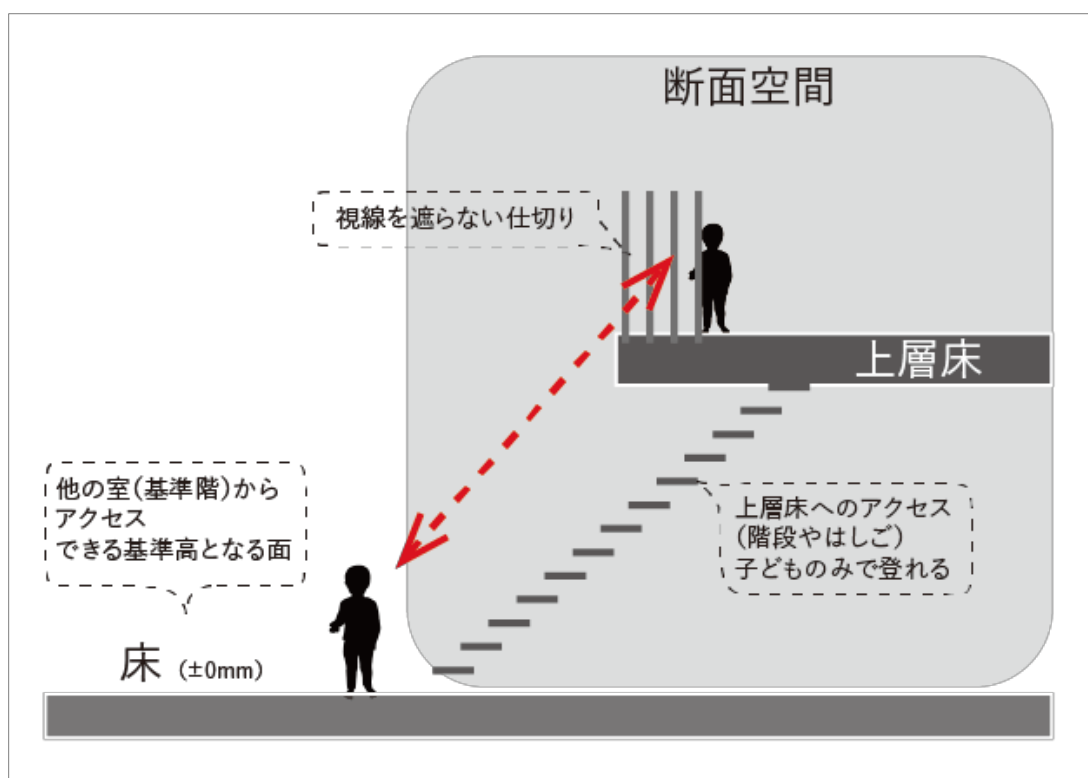 断面空間
視線を遮らない仕切り
上層床
他の室(基準階)から
アクセス
できる基準高となる面
上層床へのアクセス
(階段やはしご)
子どものみで登れる
床 (±0mm)